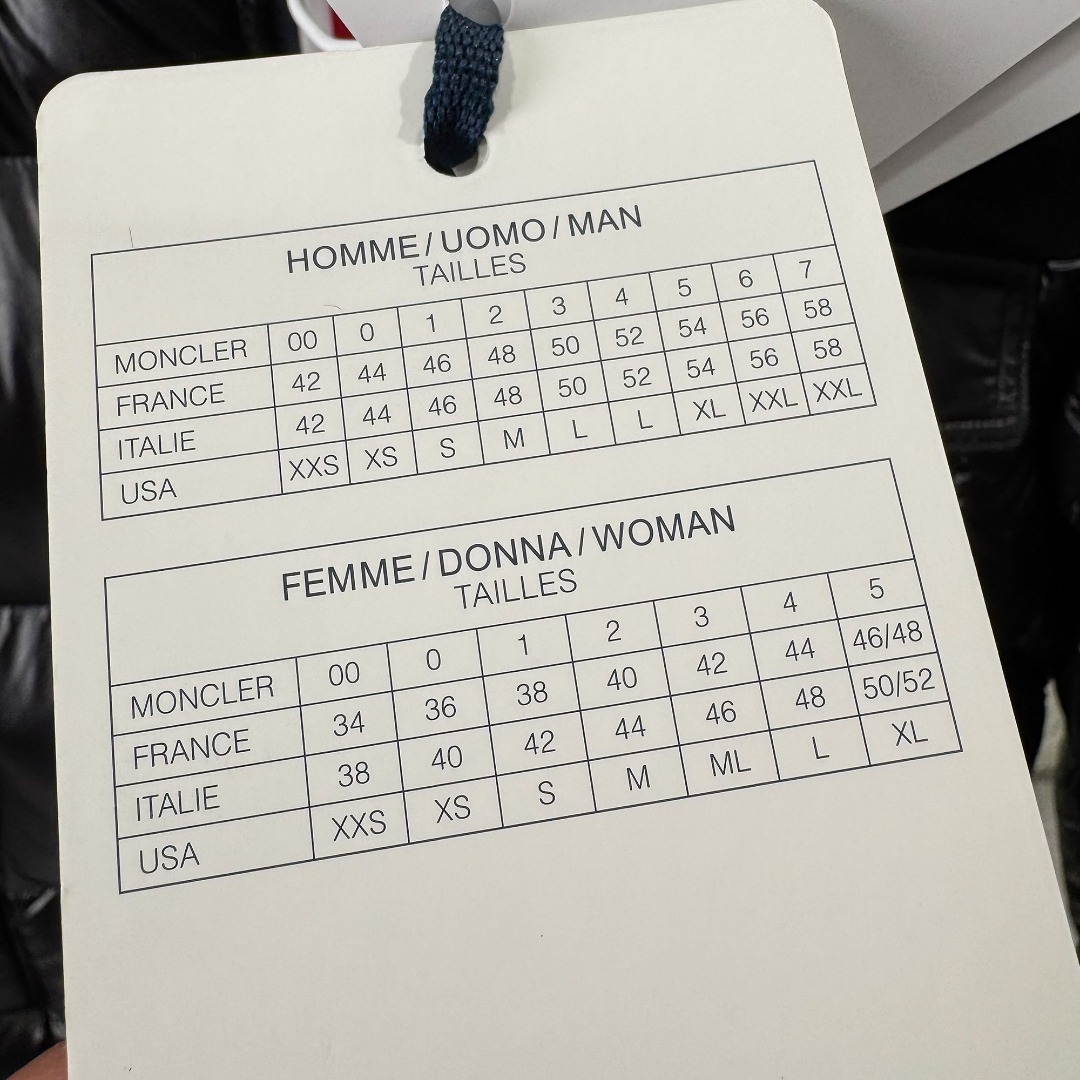 HOMME/UOMO/MAN
TAILLES
MONCLER 00 0 1 2 3 4 5 6 7
FRANCE 42 44 46 48 50 52 54 56 58
ITALIE 42 44 46 48 50 52 54 56 58
USA XXS XS S M L L XL XXL XXL
FEMME/DONNA/WOMAN
TAILLES
MONCLER 00 0 1 2 3 4 5
FRANCE 34 36 38 40 42 44 46/48
ITALIE 38 40 42 44 46 48 50/52
USA XXS XS S M ML L XL